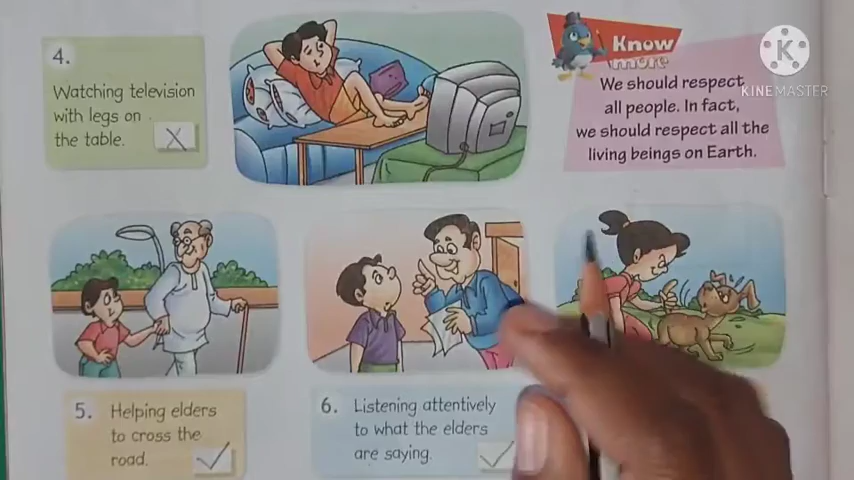 4.
Watching television
with legs on
the table.
Know
more
We should respect
all people. In fact,
we should respect all the
living beings on Earth.
KINEMASTER
5. Helping elders
to cross the
road.
6. Listening attentively
to what the elders
are saying.